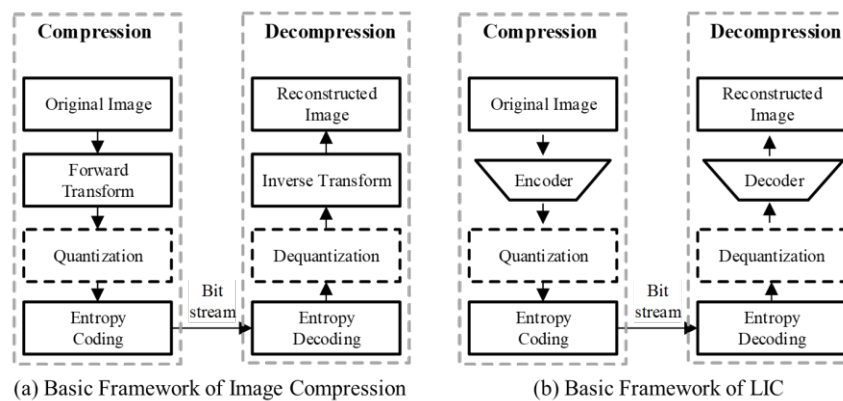 Compression
Original Image
Forward
Transform
Quantization
Entropy
Coding
Bit
stream
Decompression
Reconstructed
Image
Inverse Transform
Dequantization
Entropy
Decoding
(a) Basic Framework of Image Compression
Compression
Original Image
Encoder
Quantization
Entropy
Coding
Bit
stream
Decompression
Reconstructed
Image
Decoder
Dequantization
Entropy
Decoding
(b) Basic Framework of LIC